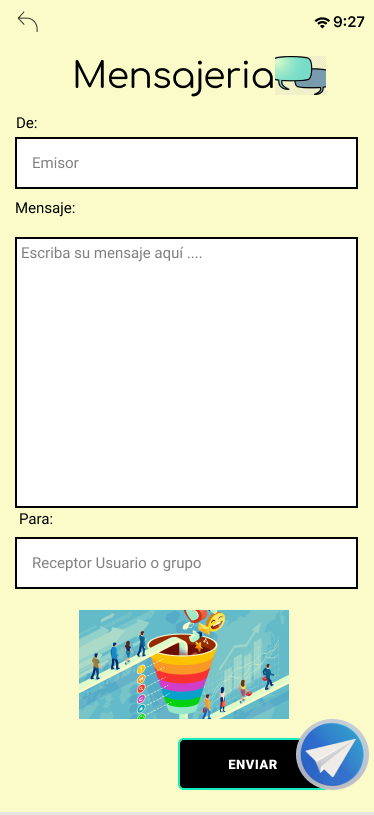 9:27
Mensajeria
De:
Emisor
Mensaje:
Escriba su mensaje aquí ....
Para:
Receptor Usuario o grupo
ENVIAR